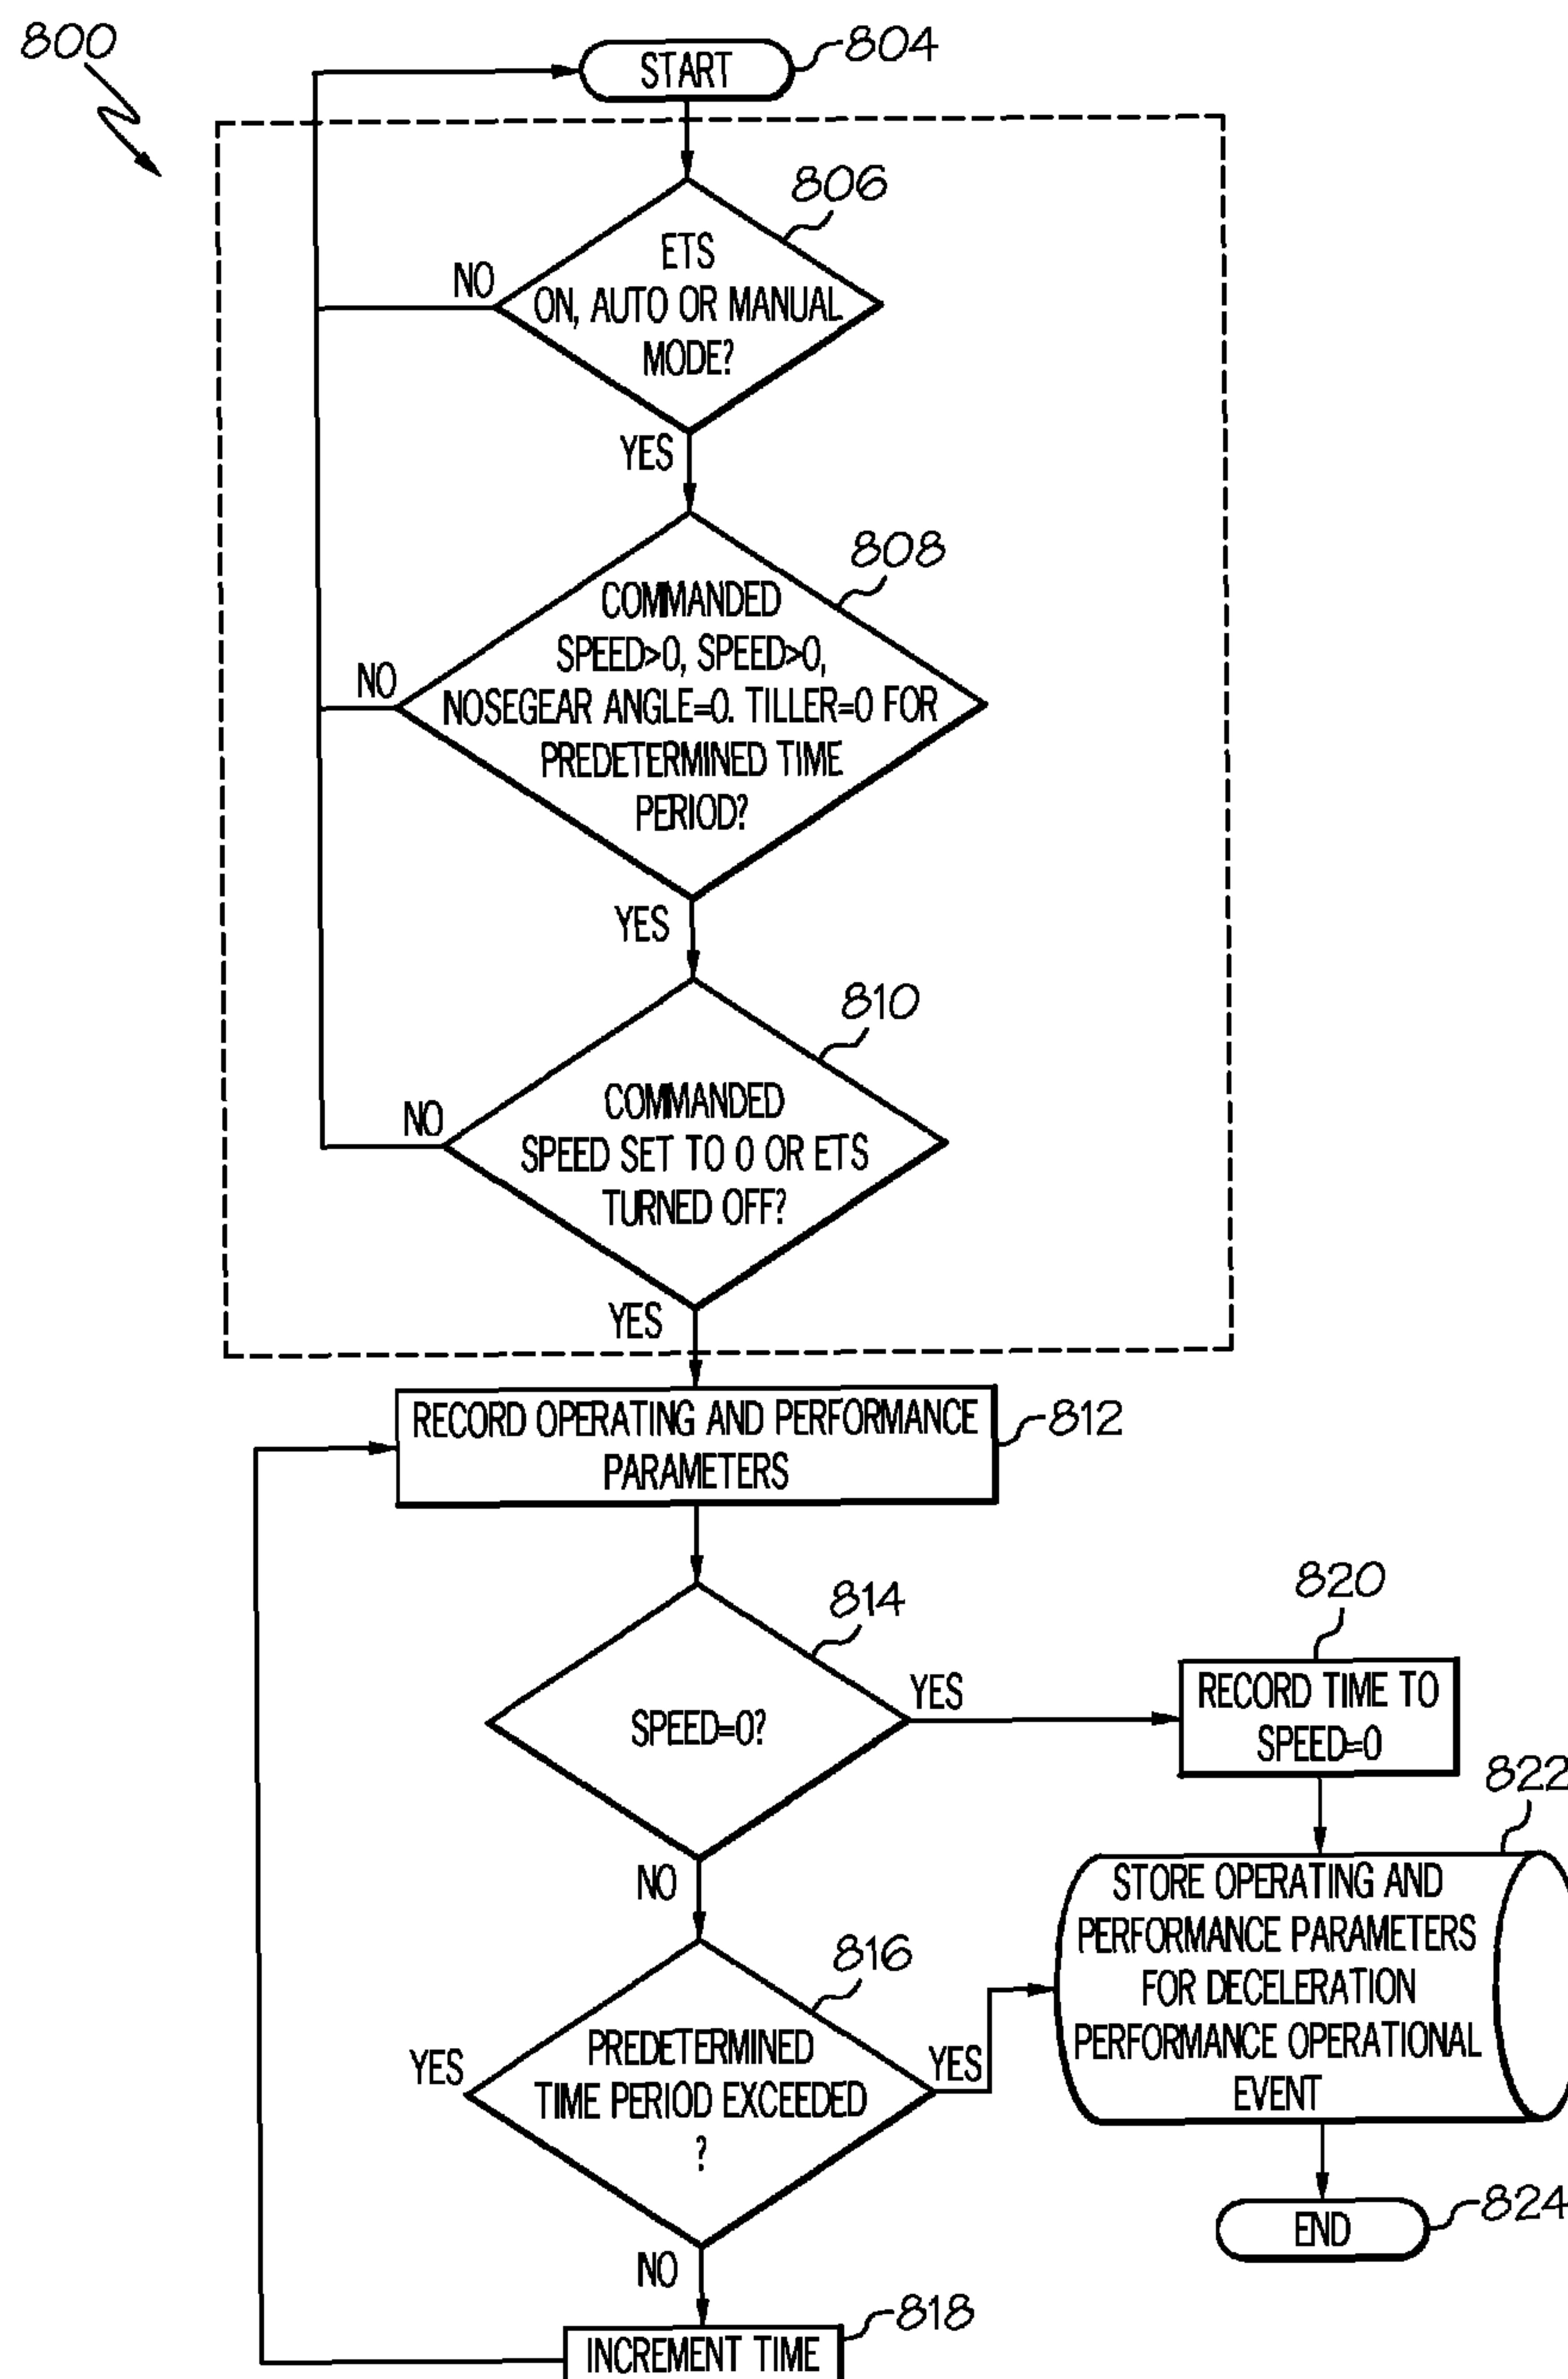 800
START
804
806
ETS
ON, AUTO OR MANUAL
MODE?
NO
YES
808
COMMANDED
SPEED>0, SPEED>0,
NOSEGEAR ANGLE=0. TILLER=0 FOR
PREDETERMINED TIME
PERIOD?
NO
YES
810
COMMANDED
SPEED SET TO 0 OR ETS
TURNED OFF?
NO
YES
RECORD OPERATING AND PERFORMANCE
PARAMETERS
812
814
SPEED=0?
YES
NO
820
RECORD TIME TO
SPEED=0
822
STORE OPERATING AND
PERFORMANCE PARAMETERS
FOR DECELERATION
PERFORMANCE OPERATIONAL
EVENT
816
PREDETERMINED
TIME PERIOD EXCEEDED
?
YES
YES
NO
END
824
818
INCREMENT TIME